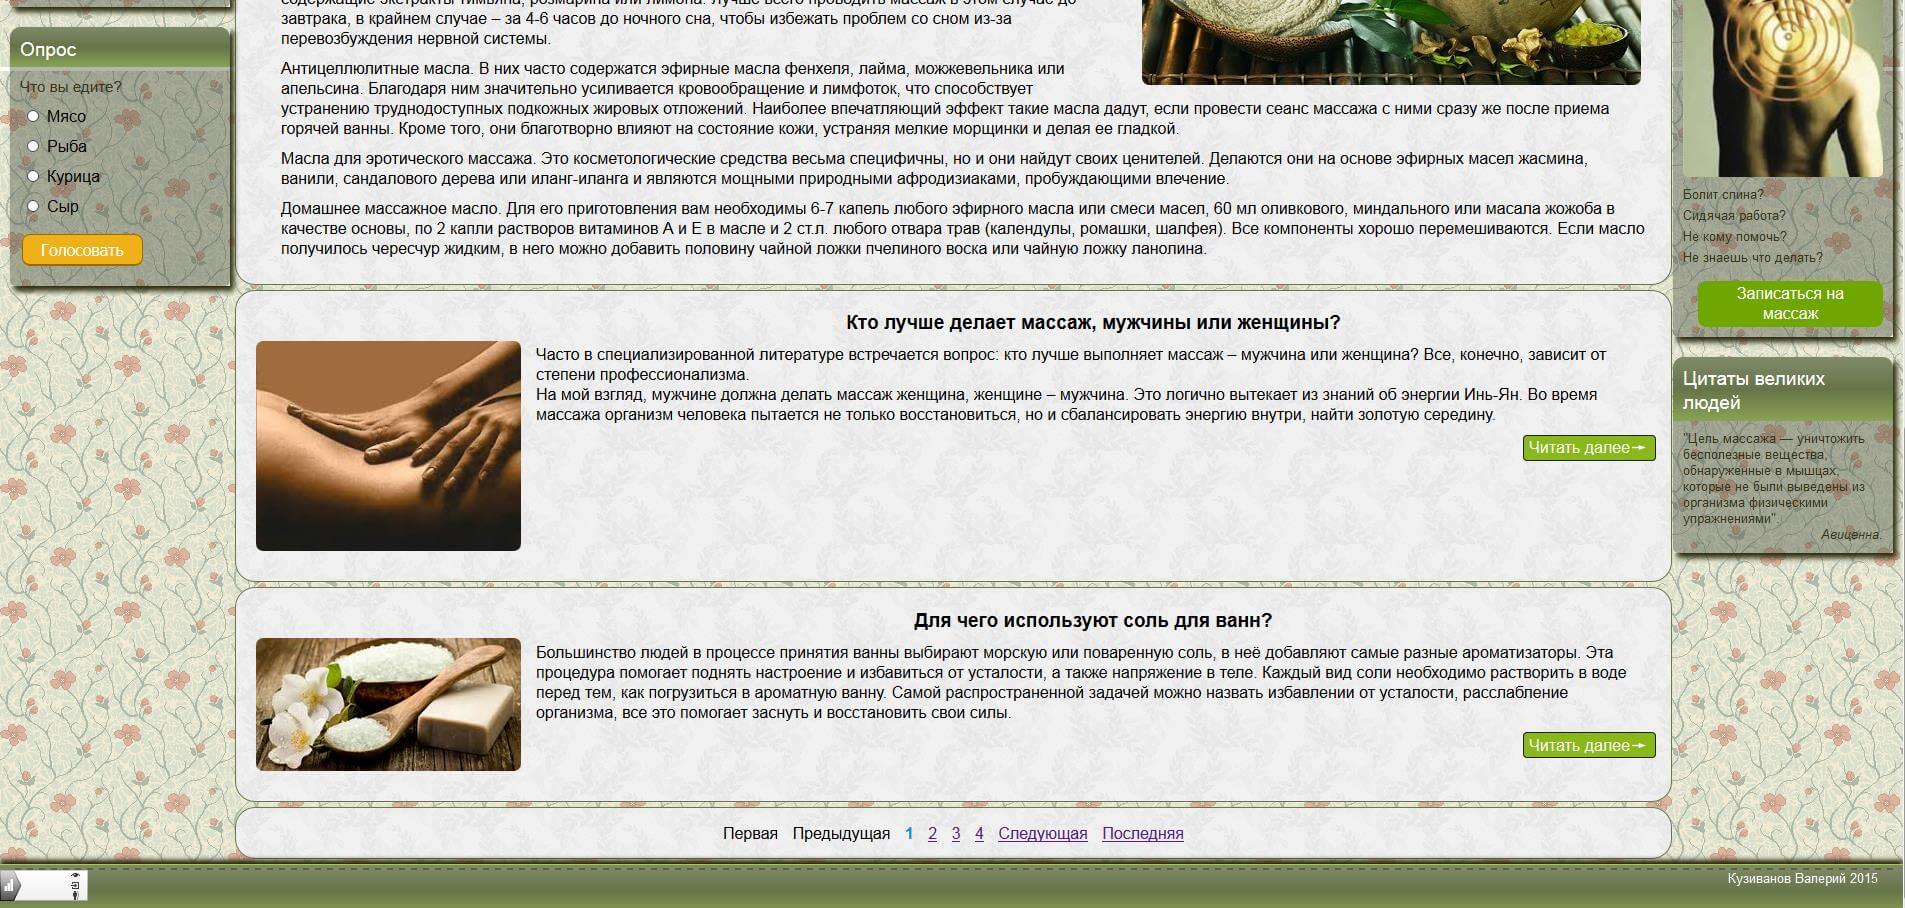 Опрос
Что вы едите?
Мясо
Рыба
Курица
Сыр
Голосовать
содержащие экстракты тимьяна, розмарина или лимона. Лучше всего проводить массаж в этом случае до
завтрака, в крайнем случае – за 4-6 часов до ночного сна, чтобы избежать проблем со сном из-за
перевозбуждения нервной системы.
Антицеллюлитные масла. В них часто содержатся эфирные масла фенхеля, лайма, можжевельника или
апельсина. Благодаря ним значительно усиливается кровообращение и лимфоток, что способствует
устранению труднодоступных подкожных жировых отложений. Наиболее впечатляющий эффект такие масла дадут, если провести сеанс массажа с ними сразу же после приема
горячей ванны. Кроме того, они благотворно влияют на состояние кожи, устраняя мелкие морщинки и делая ее гладкой.
Масла для эротического массажа. Это косметологические средства весьма специфичны, но и они найдут своих ценителей. Делаются они на основе эфирных масел жасмина,
ванили, сандалового дерева или иланг-иланга и являются мощными природными афродизиаками, пробуждающими влечение.
Домашнее массажное масло. Для его приготовления вам необходимы 6-7 капель любого эфирного масла или смеси масел, 60 мл оливкового, миндального или масала жожоба в
качестве основы, по 2 капли растворов витаминов А и Е в масле и 2 ст.л. любого отвара трав (календулы, ромашки, шалфея). Все компоненты хорошо перемешиваются. Если масло
получилось чересчур жидким, в него можно добавить половину чайной ложки пчелиного воска или чайную ложку ланолина.
Кто лучше делает массаж, мужчины или женщины?
Часто в специализированной литературе встречается вопрос: кто лучше выполняет массаж – мужчина или женщина? Все, конечно, зависит от
степени профессионализма.
На мой взгляд, мужчине должна делать массаж женщина, женщине – мужчина. Это логично вытекает из знаний об энергии Инь-Ян. Во время
массажа организм человека пытается не только восстановиться, но и сбалансировать энергию внутри, найти золотую середину.
Читать далее→
Для чего используют соль для ванн?
Большинство людей в процессе принятия ванны выбирают морскую или поваренную соль, в неё добавляют самые разные ароматизаторы. Эта
процедура помогает поднять настроение и избавиться от усталости, а также напряжение в теле. Каждый вид соли необходимо растворить в воде
перед тем, как погрузиться в ароматную ванну. Самой распространенной задачей можно назвать избавлении от усталости, расслабление
организма, все это помогает заснуть и восстановить свои силы.
Читать далее→
Первая Предыдущая 1 2 3 4 Следующая Последняя
Болит спина?
Сидячая работа?
Не кому помочь?
Не знаешь что делать?
Записаться на
массаж
Цитаты великих
людей
"Цель массажа — уничтожить
бесполезные вещества,
обнаруженные в мышцах,
которые не были выведены из
организма физическими
упражнениями".
Авиценна.
Кузиванов Валерий 2015